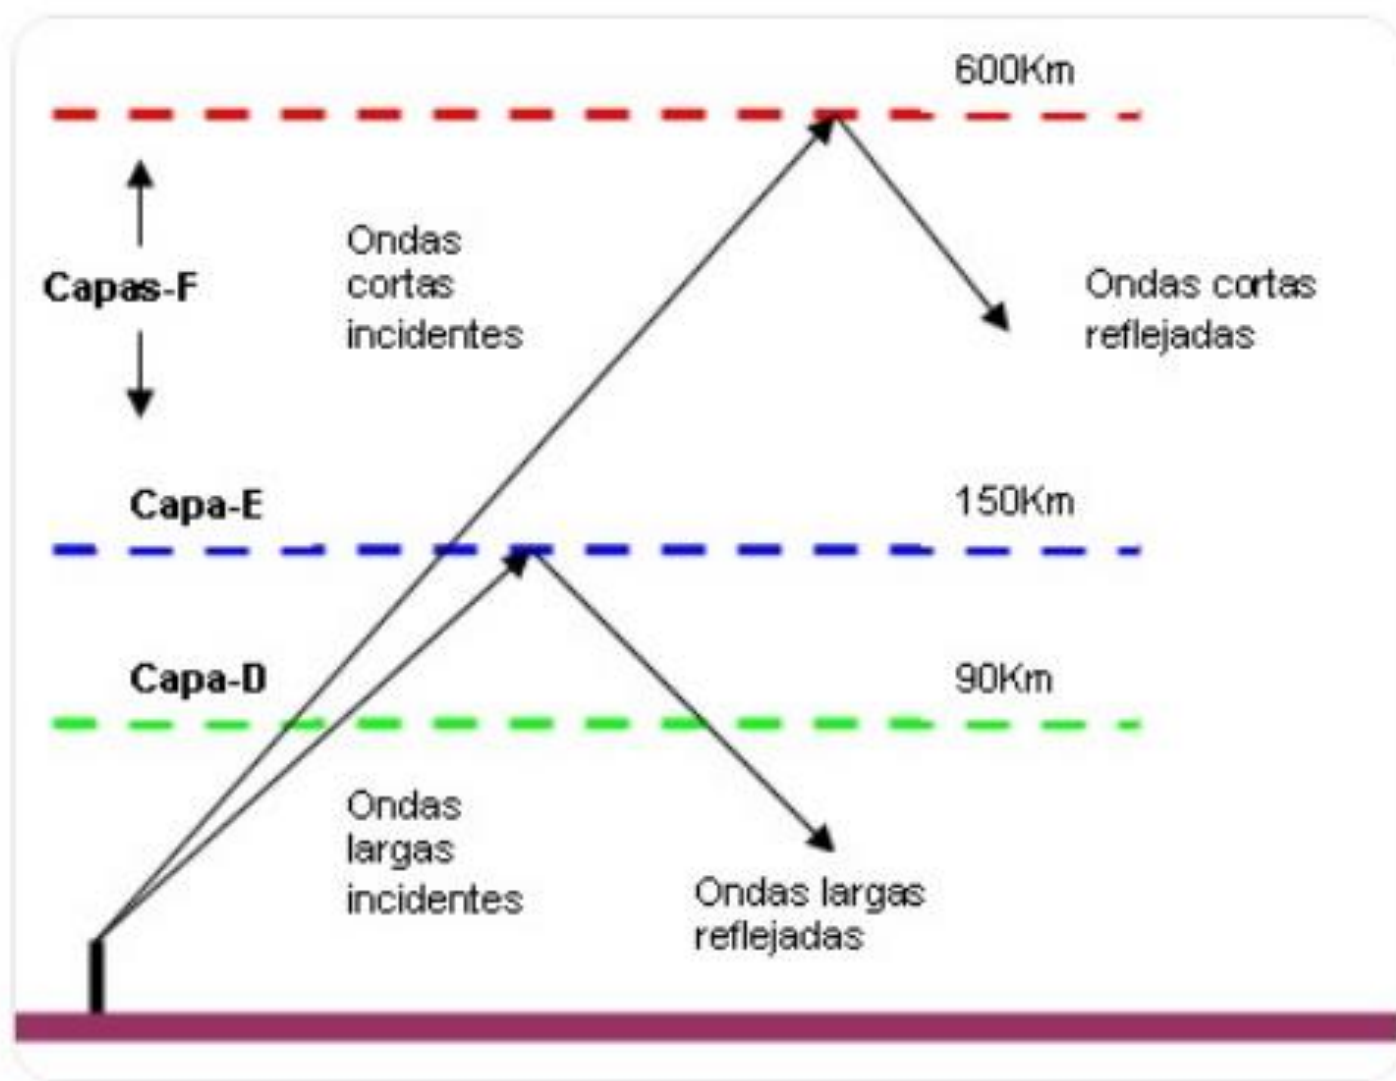 600Km
Ondas
cortas
incidentes
Capas-F
Ondas cortas
reflejadas
Capa-E
150Km
Capa-D
90Km
Ondas
largas
incidentes
Ondas largas
reflejadas